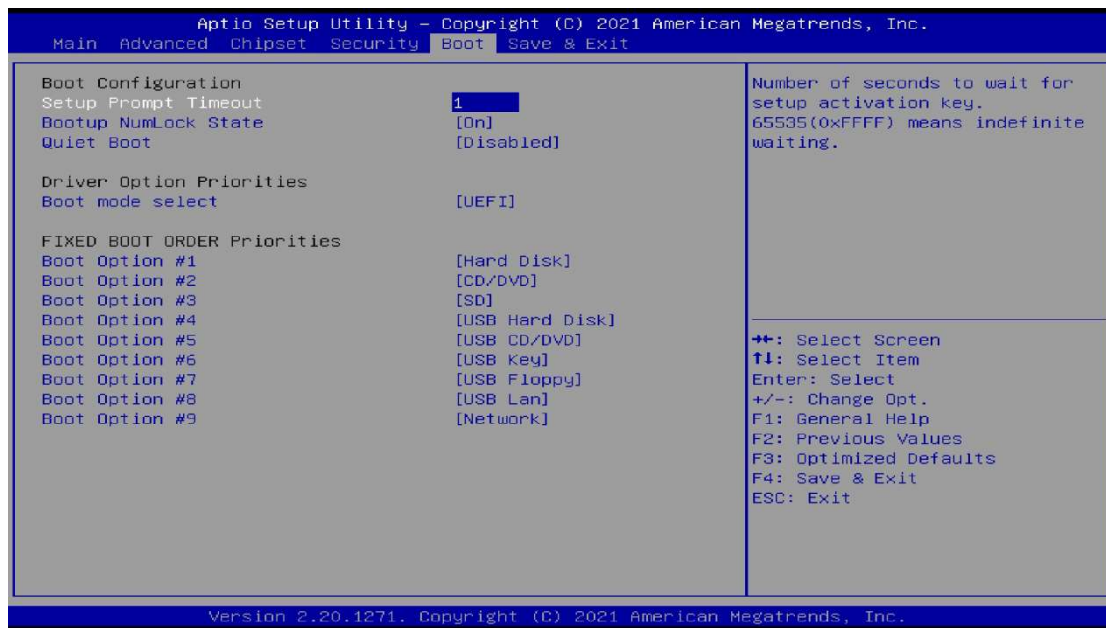 Aptio Setup Utility – Copyright (C) 2021 American Megatrends, Inc.
Main Advanced Chipset Security Boot Save & Exit
Boot Configuration
Setup Prompt Timeout 1
Bootup NumLock State [On]
Quiet Boot [Disabled]
Driver Option Priorities
Boot mode select [UEFI]
FIXED BOOT ORDER Priorities
Boot Option #1 [Hard Disk]
Boot Option #2 [CD/DVD]
Boot Option #3 [SD]
Boot Option #4 [USB Hard Disk]
Boot Option #5 [USB CD/DVD]
Boot Option #6 [USB Key]
Boot Option #7 [USB Floppy]
Boot Option #8 [USB Lan]
Boot Option #9 [Network]
Number of seconds to wait for
setup activation key.
65535(0xFFFF) means indefinite
waiting.
→←: Select Screen
↑↓: Select Item
Enter: Select
+/-: Change Opt.
F1: General Help
F2: Previous Values
F3: Optimized Defaults
F4: Save & Exit
ESC: Exit
Version 2.20.1271. Copyright (C) 2021 American Megatrends, Inc.